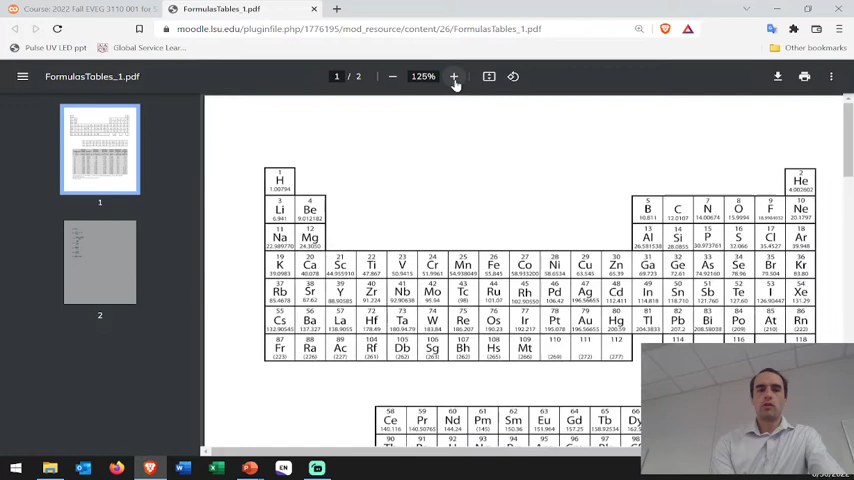 Course: 2022 Fall EVEG 3110 001 for S
FormulasTables_1.pdf
moodle.lsu.edu/pluginfile.php/1776195/mod_resource/content/26/FormulasTables_1.pdf
Pulse UV LED ppt
Global Service Lear...
Other bookmarks
FormulasTables_1.pdf
1 / 2
125%
1
2
1 2
H He
1.00794 4.002602
3 4 5 6 7 8 9 10
Li Be B C N O F Ne
6.941 9.012182 10.811 12.0107 14.00674 15.9994 18.9984032 20.1797
11 12 13 14 15 16 17 18
Na Mg Al Si P S Cl Ar
22.989770 24.3050 26.581538 28.0855 30.973761 32.066 35.4527 39.948
19 20 21 22 23 24 25 26 27 28 29 30 31 32 33 34 35 36
K Ca Sc Ti V Cr Mn Fe Co Ni Cu Zn Ga Ge As Se Br Kr
39.0983 40.078 44.955910 47.867 50.9415 51.9961 54.938049 55.845 58.933200 58.6534 63.545 65.39 69.723 72.61 74.92160 78.96 79.504 83.80
37 38 39 40 41 42 43 44 45 46 47 48 49 50 51 52 53 54
Rb Sr Y Zr Nb Mo Tc Ru Rh Pd Ag Cd In Sn Sb Te I Xe
85.4678 87.62 88.90585 91.224 92.90638 95.94 (98) 101.07 102.90550 106.42 196.56655 112.411 114.818 118.710 121.760 127.60 126.90447 131.29
55 56 57 72 73 74 75 76 77 78 79 80 81 82 83 84 85 86
Cs Ba La Hf Ta W Re Os Ir Pt Au Hg Tl Pb Bi Po At Rn
132.90545 137.327 138.9055 178.49 180.94.79 183.84 186.207 190.23 192.217 195.078 196.56655 200.59 204.3833 207.2 208.58038 (209) (210) (222)
87 88 89 104 105 106 107 108 109 110 111 112 114 116 118
Fr Ra Ac Rf Db Sg Bh Hs Mt
(223) (226) (227) (261) (262) (263) (262) (265) (266) (269) (272) (277)
58 59 60 61 62 63 64 65 66
Ce Pr Nd Pm Sm Eu Gd Tb Dy
140.116 140.50765 144.24 (145) 150.36 151.964 157.25 158.92534
90 91 92 93 94 95 96 97
EN